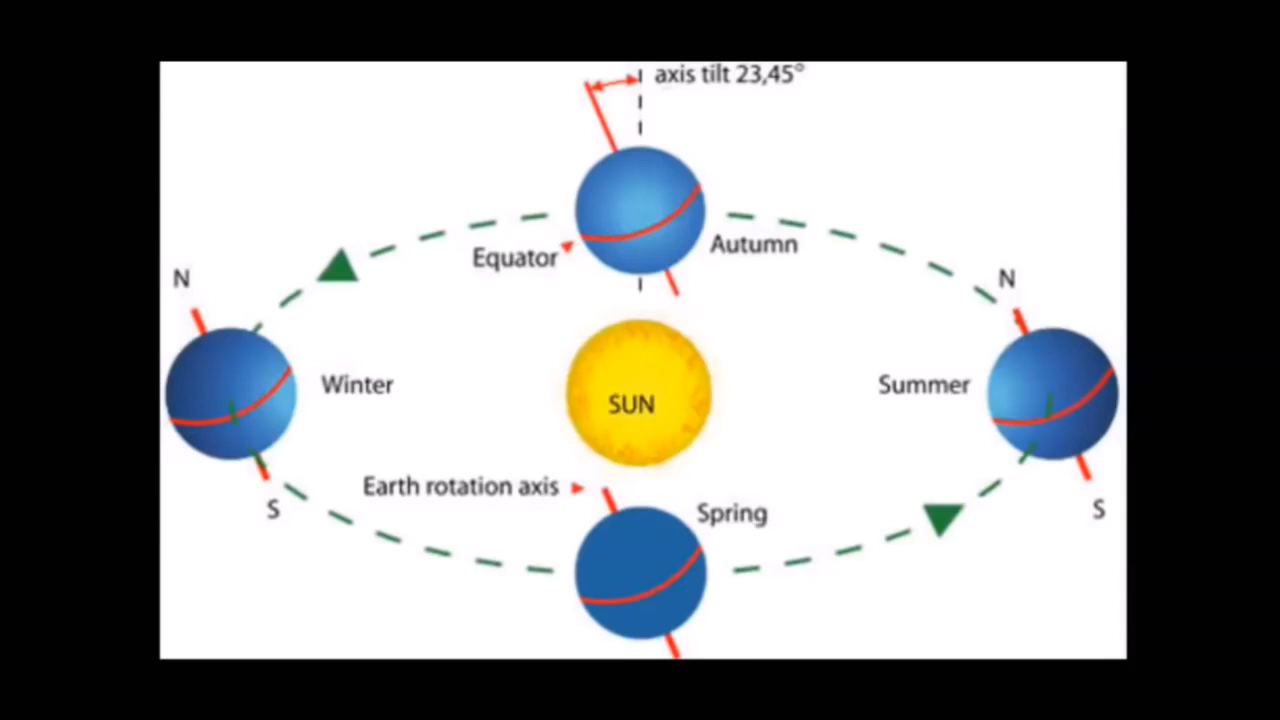 axis tilt 23,45°
Equator
Autumn
N
N
Winter
SUN
Summer
Earth rotation axis
Spring
S
S